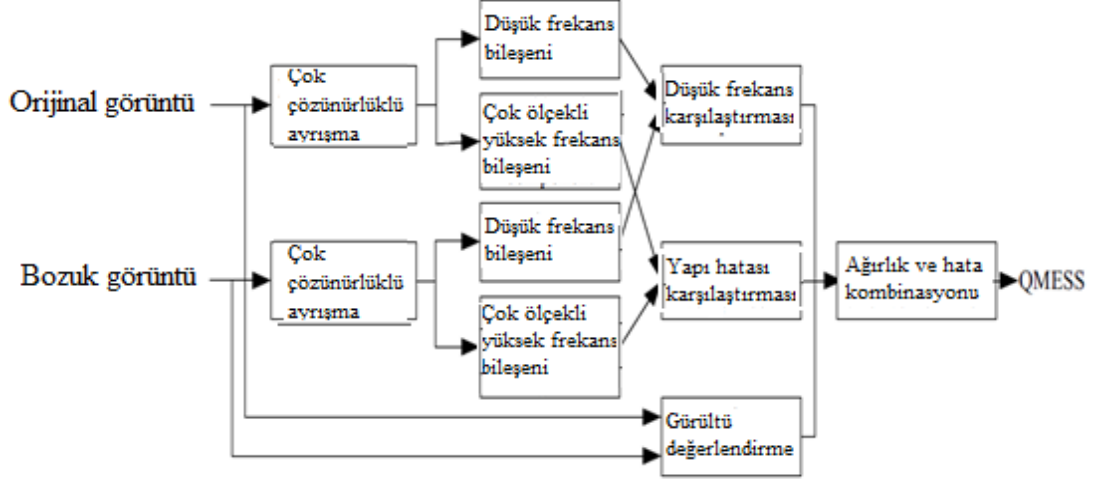 Orijinal görüntü
Çok
çözünürlüklü
ayrışma
Düşük frekans
bileşeni
Çok ölçekli
yüksek frekans
bileşeni
Düşük frekans
karşılaştırması
Bozuk görüntü
Çok
çözünürlüklü
ayrışma
Düşük frekans
bileşeni
Çok ölçekli
yüksek frekans
bileşeni
Yapı hatası
karşılaştırması
Ağırlık ve hata
kombinasyonu
QMESS
Gürültü
değerlendirme